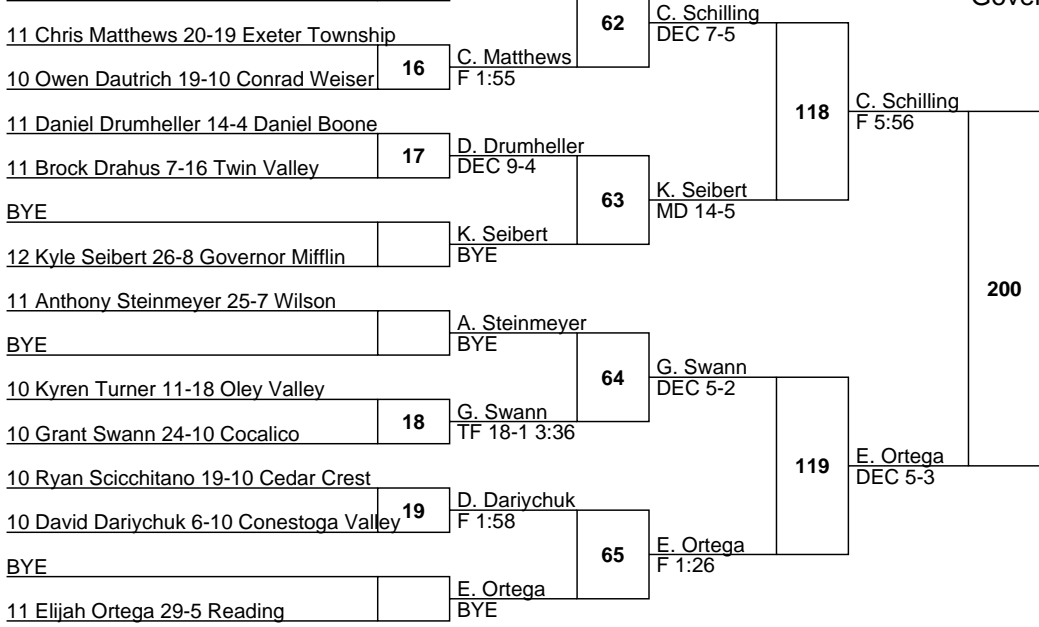 Gover
62
C. Schilling
DEC 7-5
11 Chris Matthews 20-19 Exeter Township
16
C. Matthews
F 1:55
10 Owen Dautrich 19-10 Conrad Weiser
118
C. Schilling
F 5:56
11 Daniel Drumheller 14-4 Daniel Boone
17
D. Drumheller
DEC 9-4
11 Brock Drahus 7-16 Twin Valley
63
K. Seibert
MD 14-5
BYE
K. Seibert
BYE
12 Kyle Seibert 26-8 Governor Mifflin
200
11 Anthony Steinmeyer 25-7 Wilson
A. Steinmeyer
BYE
BYE
64
G. Swann
DEC 5-2
10 Kyren Turner 11-18 Oley Valley
18
G. Swann
TF 18-1 3:36
10 Grant Swann 24-10 Cocalico
119
E. Ortega
DEC 5-3
10 Ryan Scicchitano 19-10 Cedar Crest
19
D. Dariychuk
F 1:58
10 David Dariychuk 6-10 Conestoga Valley
65
E. Ortega
F 1:26
BYE
E. Ortega
BYE
11 Elijah Ortega 29-5 Reading